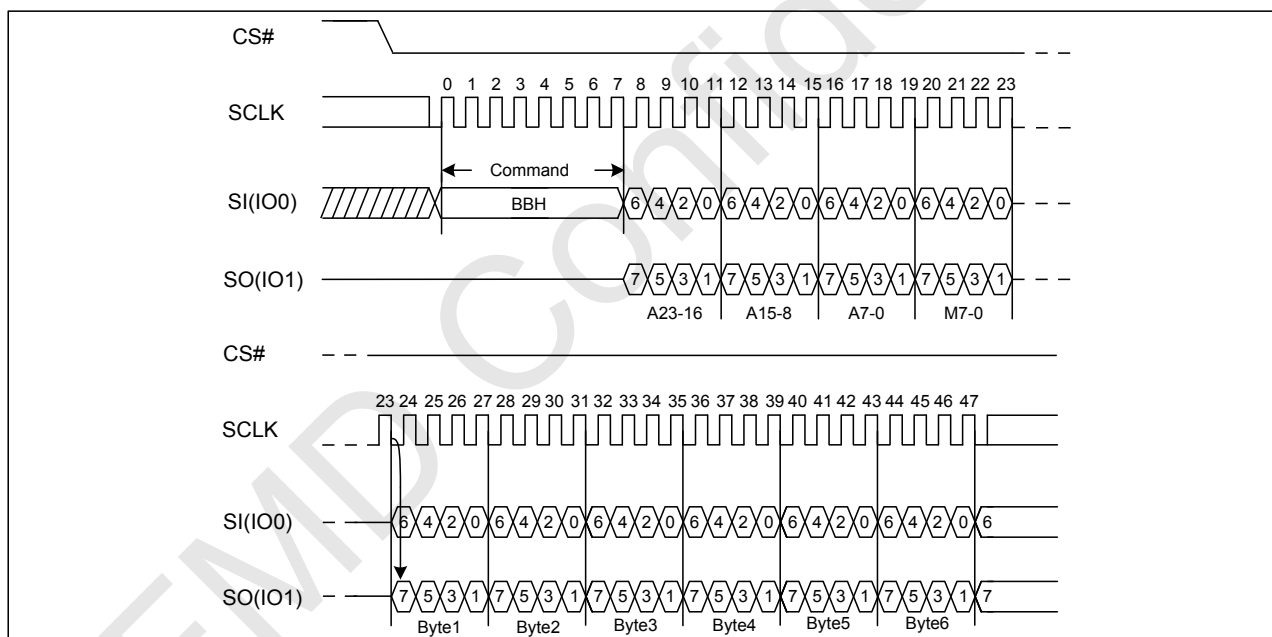 CS#
0 1 2 3 4 5 6 7 8 9 10 11 12 13 14 15 16 17 18 19 20 21 22 23
SCLK
Command
SI(IO0) BBH 6 4 2 0 6 4 2 0 6 4 2 0 6 4 2 0
SO(IO1) 7 5 3 1 7 5 3 1 7 5 3 1 7 5 3 1
A23-16 A15-8 A7-0 M7-0
CS#
23 24 25 26 27 28 29 30 31 32 33 34 35 36 37 38 39 40 41 42 43 44 45 46 47
SCLK
SI(IO0) 6 4 2 0 6 4 2 0 6 4 2 0 6 4 2 0 6 4 2 0 6 4 2 0 6
SO(IO1) 7 5 3 1 7 5 3 1 7 5 3 1 7 5 3 1 7 5 3 1 7 5 3 1 7
Byte1 Byte2 Byte3 Byte4 Byte5 Byte6